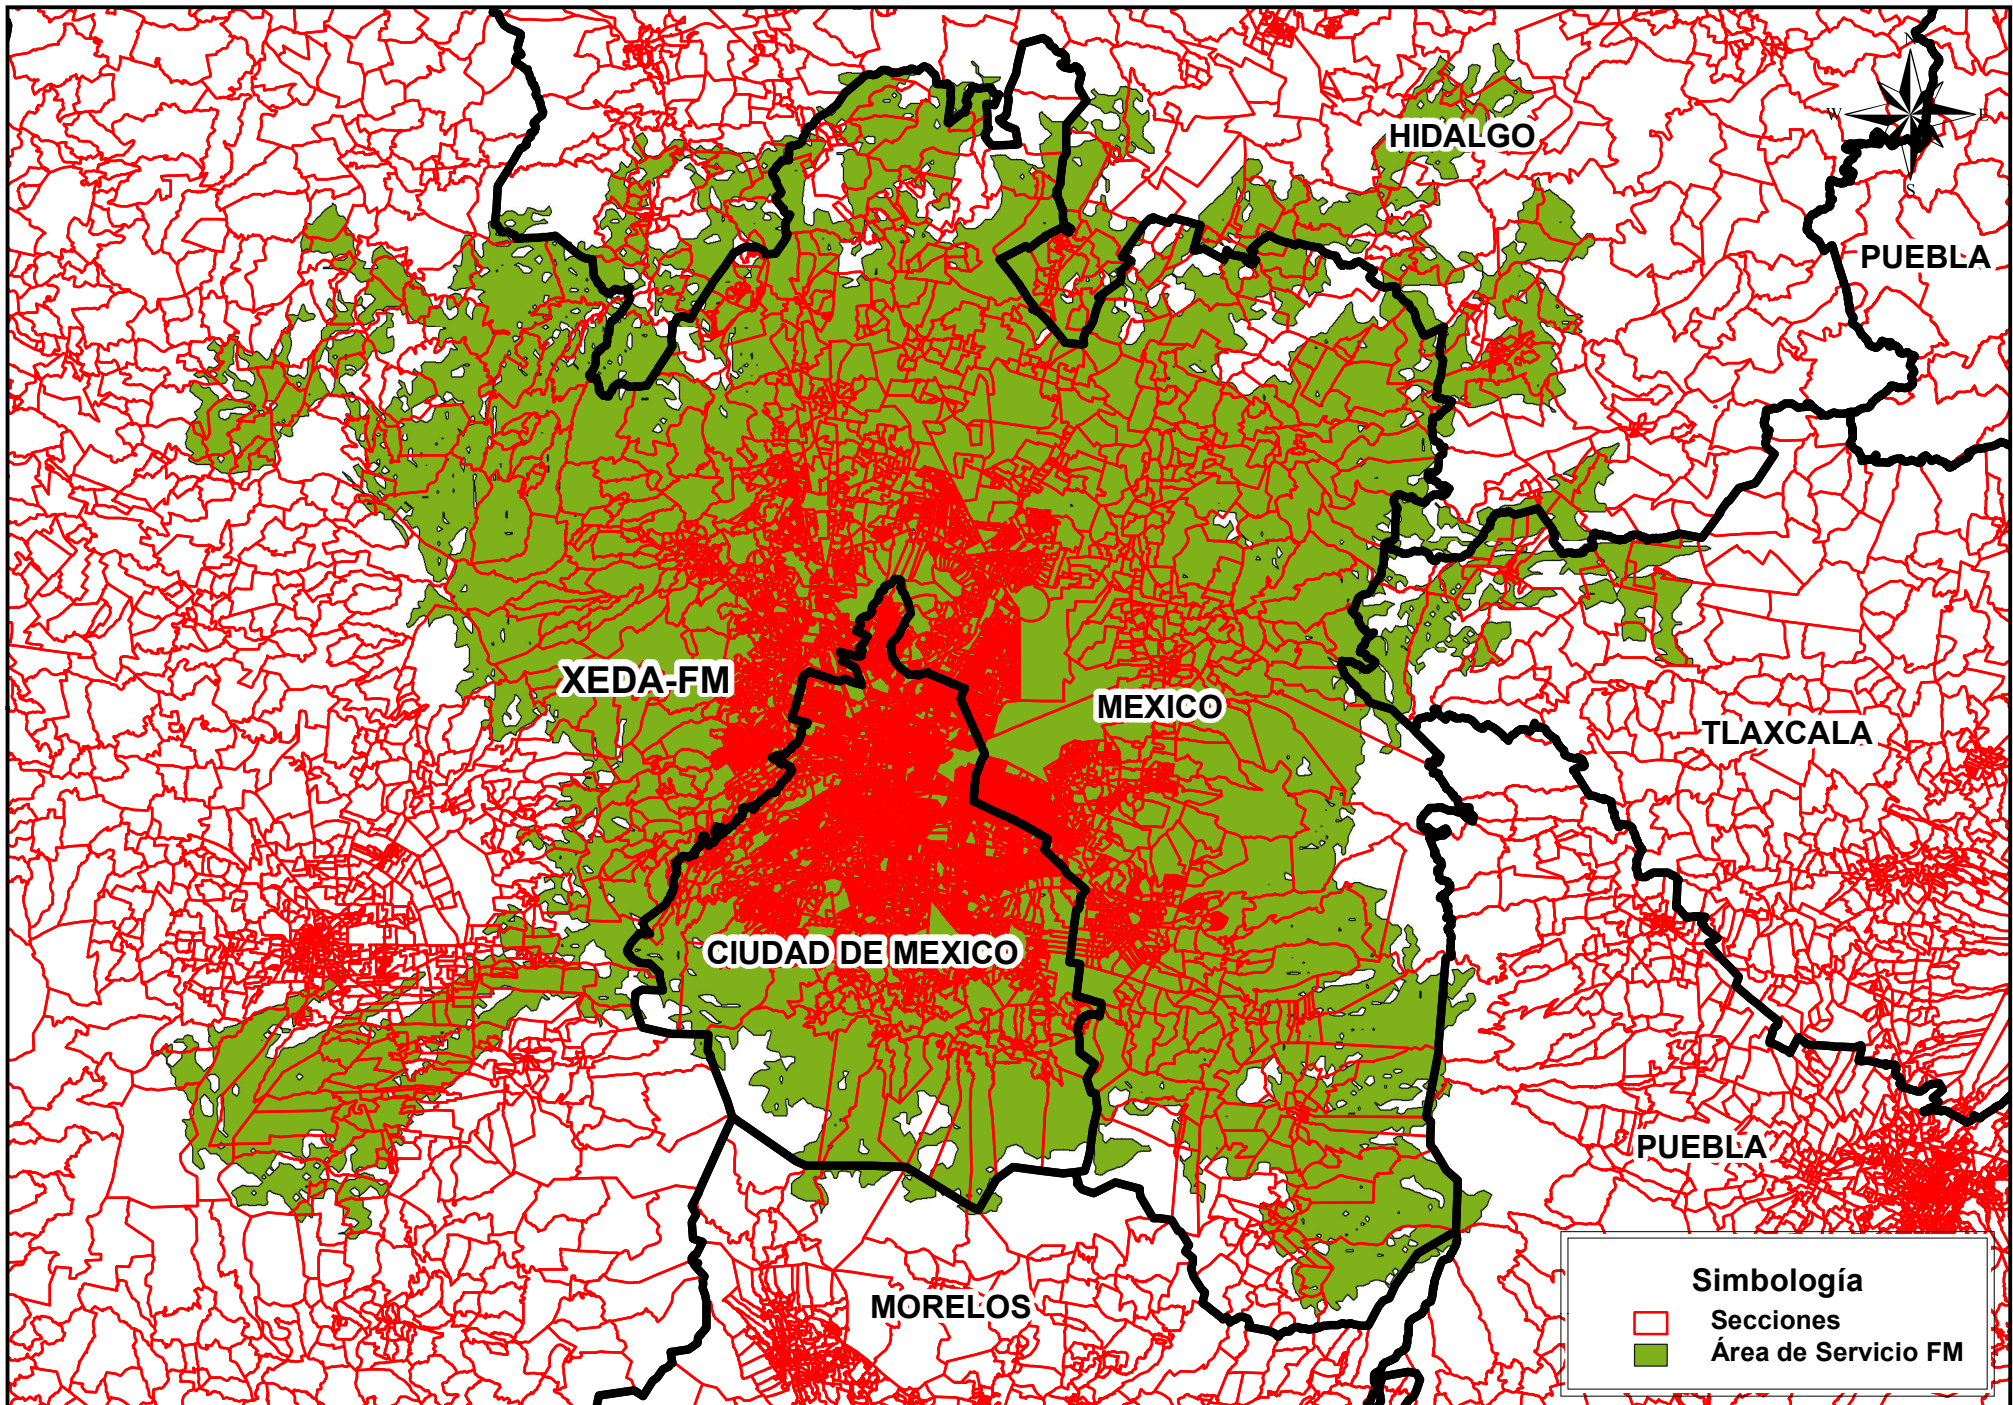 N
W
E
S
HIDALGO
PUEBLA
XEDA-FM
MEXICO
TLAXCALA
CIUDAD DE MEXICO
PUEBLA
MORELOS
Simbología
Secciones
Área de Servicio FM